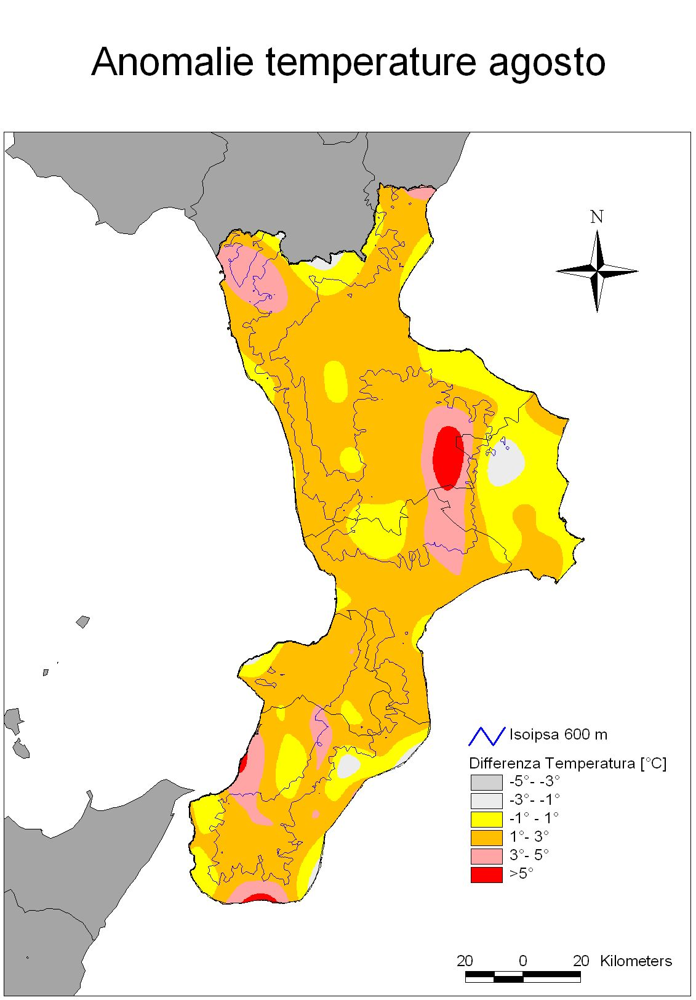 Anomalie temperature agosto
N
Isoipsa 600 m
Differenza Temperatura [°C]
-5°- -3°
-3°- -1°
-1° - 1°
1°- 3°
3°- 5°
>5°
20 0 20 Kilometers